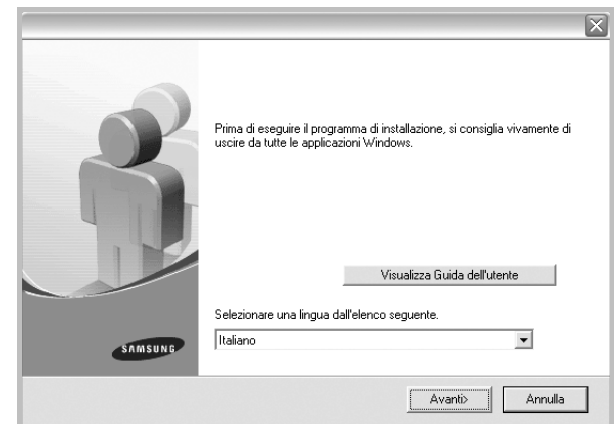 Prima di eseguire il programma di installazione, si consiglia vivamente di
uscire da tutte le applicazioni Windows.
Visualizza Guida dell'utente
Selezionare una lingua dall'elenco seguente.
Italiano
SAMSUNG
Avanti>
Annulla